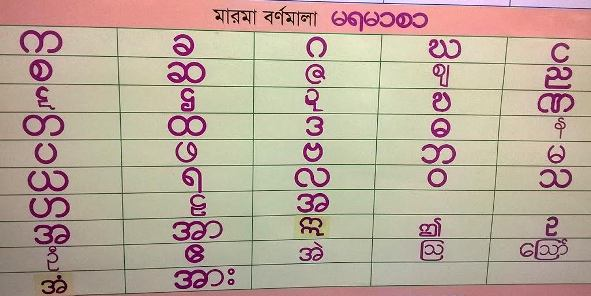 মারমা বর্ণমালা မရမာစာ
က ခ ဂ ဃ င
စ ဆ ဇ ဈ ည
ဋ ဌ ဍ ဎ ဏ
တ ထ ဒ ဓ န
ပ ဖ ဗ ဘ မ
ယ ရ လ ဝ သ
ဟ ဠ အ
အ အာ ဣ ဤ ဥ
ဦ ဧ အဲ ဩ ဪ
အံ အား